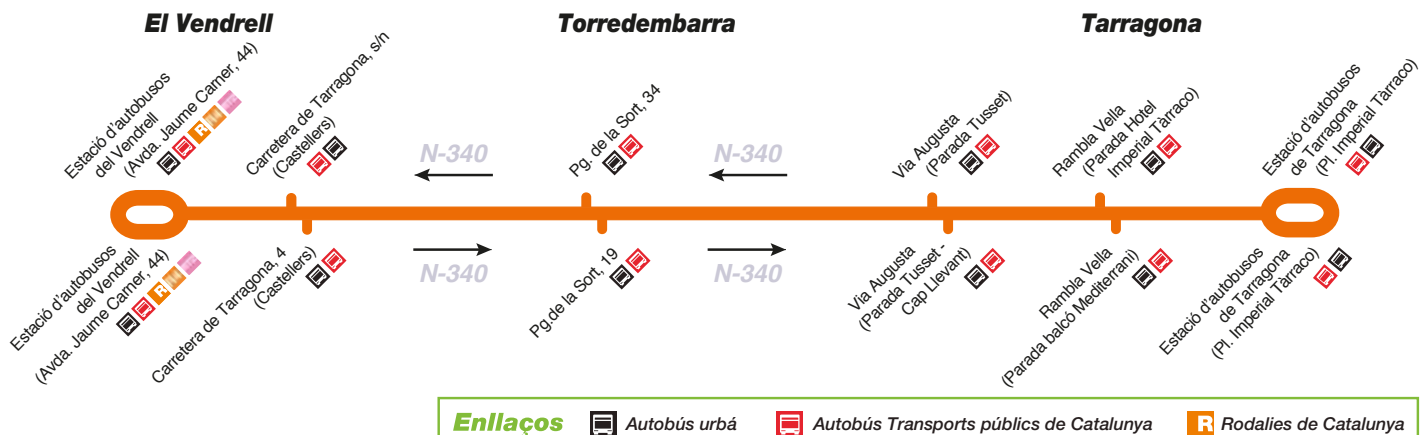 El Vendrell
Torredembarra
Tarragona
Estació d'autobusos
del Vendrell
(Avda. Jaume Carner, 44)
Carretera de Tarragona, s/n
(Castellers)
N-340
Pg. de la Sort, 34
N-340
Via Augusta
(Parada Tusset)
Rambla Vella
(Parada Hotel
Imperial Tàrraco)
Estació d'autobusos
de Tarragona
(Pl. Imperial Tàrraco)
Estació d'autobusos
del Vendrell
(Avda. Jaume Carner, 44)
Carretera de Tarragona, 4
(Castellers)
N-340
Pg.de la Sort, 19
N-340
Via Augusta
(Parada Tusset -
Cap Llevant)
Rambla Vella
(Parada balcó Mediterrani)
Estació d'autobusos
de Tarragona
(Pl. Imperial Tàrraco)
Enllaços Autobús urbá Autobús Transports públics de Catalunya R Rodalies de Catalunya